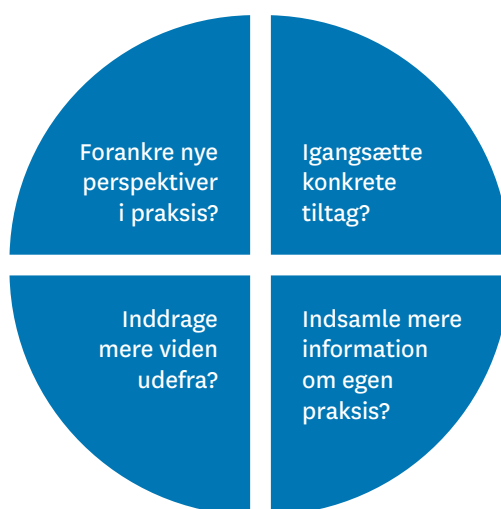 Forankre nye
perspektiver
i praksis?
Igangsætte
konkrete
tiltag?
Inddrage
mere viden
udefra?
Indsamle mere
information
om egen
praksis?